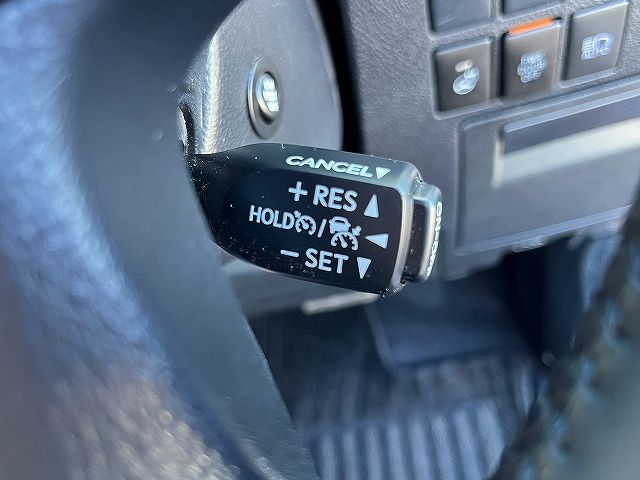 CANCEL
+ RES
HOLD /
− SET